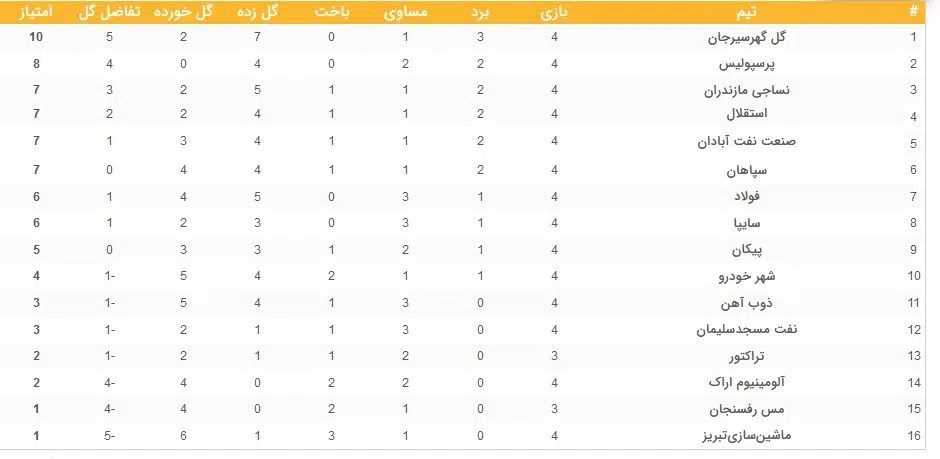 # تیم بازی برد مساوی باخت گل زده گل خورده تفاضل گل امتیاز
1 گل گهرسیرجان 4 3 1 0 7 2 5 10
2 پرسپولیس 4 2 2 0 4 0 4 8
3 نساجی مازندران 4 2 1 1 5 2 3 7
4 استقلال 4 2 1 1 4 2 2 7
5 صنعت نفت آبادان 4 2 1 1 4 3 1 7
6 سپاهان 4 2 1 1 4 4 0 7
7 فولاد 4 1 3 0 5 4 1 6
8 سایپا 4 1 3 0 3 2 1 6
9 پیکان 4 1 2 1 3 3 0 5
10 شهر خودرو 4 1 1 2 4 5 -1 4
11 ذوب آهن 4 0 3 1 4 5 -1 3
12 نفت مسجدسلیمان 4 0 3 1 1 2 -1 3
13 تراکتور 3 0 2 1 1 2 -1 2
14 آلومینیوم اراک 4 0 2 2 0 4 -4 2
15 مس رفسنجان 3 0 1 2 0 4 -4 1
16 ماشین‌سازی‌تبریز 4 0 1 3 1 6 -5 1